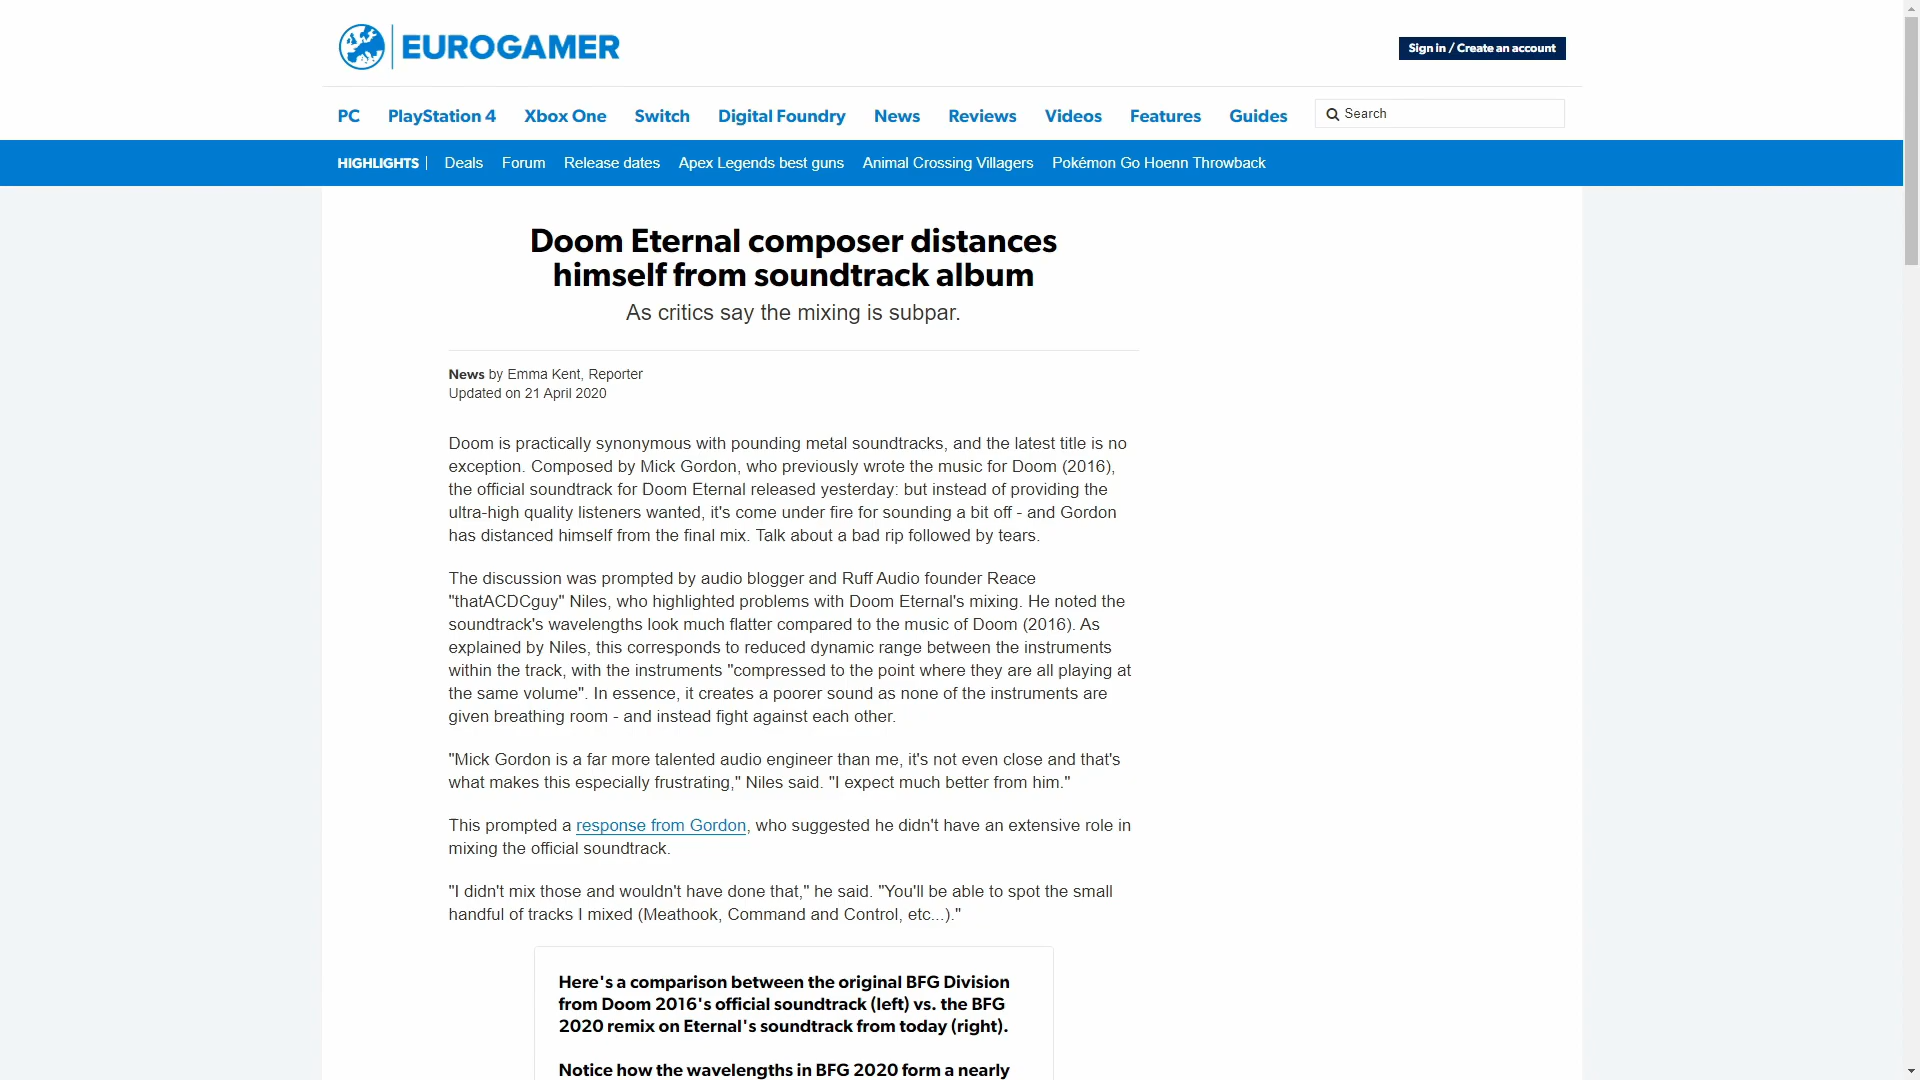 EUROGAMER
Sign in / Create an account
PC PlayStation 4 Xbox One Switch Digital Foundry News Reviews Videos Features Guides Search
HIGHLIGHTS Deals Forum Release dates Apex Legends best guns Animal Crossing Villagers Pokémon Go Hoenn Throwback
Doom Eternal composer distances
himself from soundtrack album
As critics say the mixing is subpar.
News by Emma Kent, Reporter
Updated on 21 April 2020
Doom is practically synonymous with pounding metal soundtracks, and the latest title is no
exception. Composed by Mick Gordon, who previously wrote the music for Doom (2016),
the official soundtrack for Doom Eternal released yesterday: but instead of providing the
ultra-high quality listeners wanted, it's come under fire for sounding a bit off - and Gordon
has distanced himself from the final mix. Talk about a bad rip followed by tears.
The discussion was prompted by audio blogger and Ruff Audio founder Reace
"thatACDCguy" Niles, who highlighted problems with Doom Eternal's mixing. He noted the
soundtrack's wavelengths look much flatter compared to the music of Doom (2016). As
explained by Niles, this corresponds to reduced dynamic range between the instruments
within the track, with the instruments "compressed to the point where they are all playing at
the same volume". In essence, it creates a poorer sound as none of the instruments are
given breathing room - and instead fight against each other.
"Mick Gordon is a far more talented audio engineer than me, it's not even close and that's
what makes this especially frustrating," Niles said. "I expect much better from him."
This prompted a response from Gordon, who suggested he didn't have an extensive role in
mixing the official soundtrack.
"I didn't mix those and wouldn't have done that," he said. "You'll be able to spot the small
handful of tracks I mixed (Meathook, Command and Control, etc...)."
Here's a comparison between the original BFG Division
from Doom 2016's official soundtrack (left) vs. the BFG
2020 remix on Eternal's soundtrack from today (right).
Notice how the wavelengths in BFG 2020 form a nearly